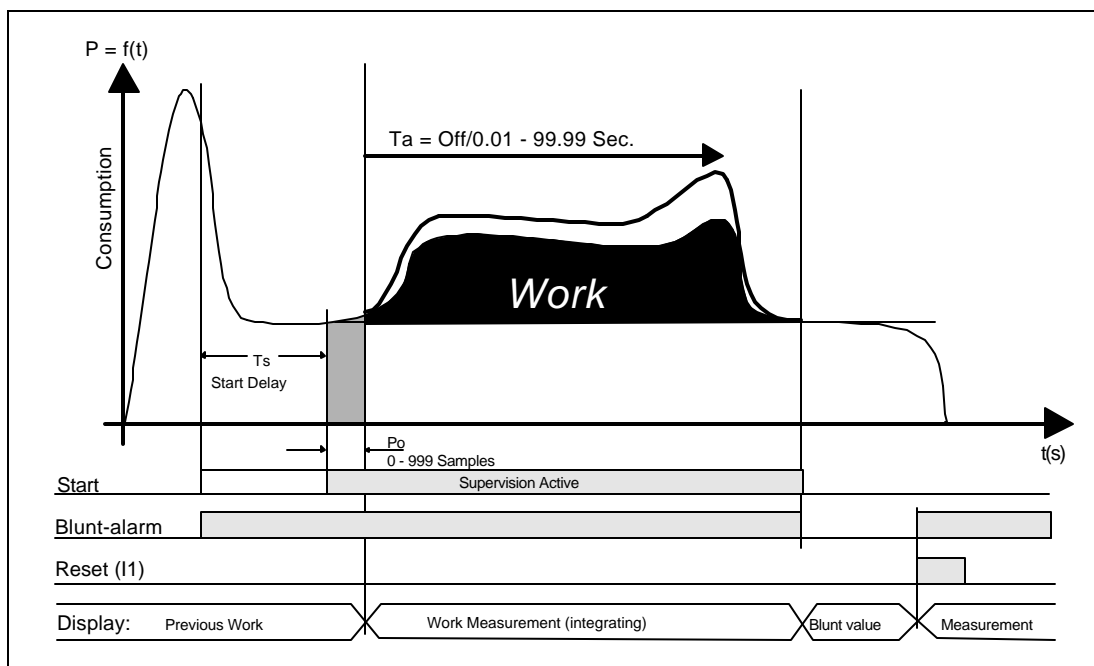 P = f(t)
Consumption
Ta = Off/0.01 - 99.99 Sec.
Work
Ts
Start Delay
Po
0 - 999 Samples
t(s)
Start
Supervision Active
Blunt-alarm
Reset (I1)
Display:
Previous Work
Work Measurement (integrating)
Blunt value
Measurement